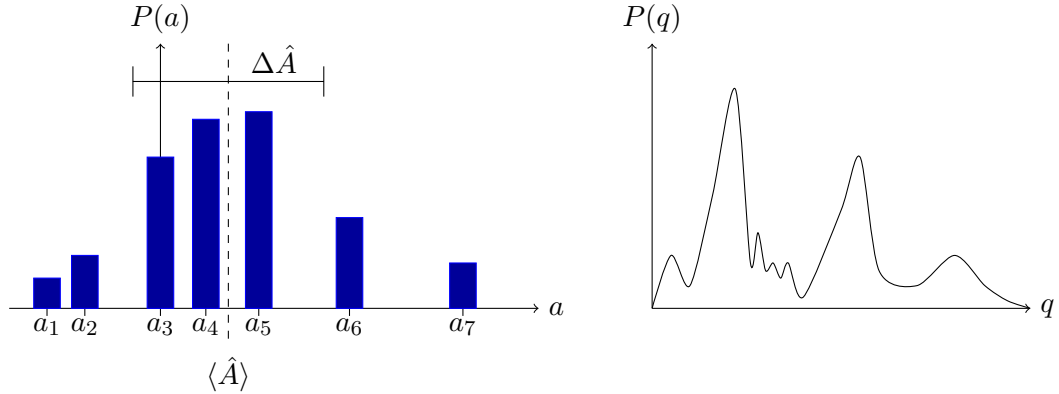 P(a)
ΔÂ
a₁ a₂ a₃ a₄ a₅ a₆ a₇ a
⟨Â⟩
P(q)
q